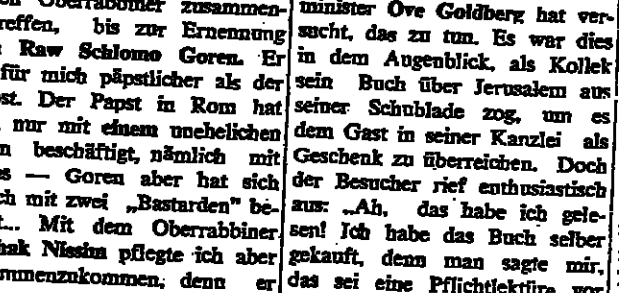 Oberrabbiner zusammen-
treffen, bis zur Ernennung
Raw Schlomo Goren. Er
für mich päpstlicher als der
Der Papst in Rom hat
nur mit einem unehelichen
beschäftigt, nämlich mit
— Goren aber hat sich
mit zwei „Bastarden" be-
Mit dem Oberrabbiner
Nissim pflegte ich aber
denn er
minister Ove Goldberg hat ver-
sucht, das zu tun. Es war dies
in dem Augenblick, als Kollek
sein Buch über Jerusalem aus
seiner Schublade zog, um es
dem Gast in seiner Kanzlei als
Geschenk zu überreichen. Doch
der Besucher rief enthusiastisch
aus: „Ah, das habe ich gele-
sen! Ich habe das Buch selber
gekauft, denn man sagte mir,
das sei eine Pflichtlektüre vor